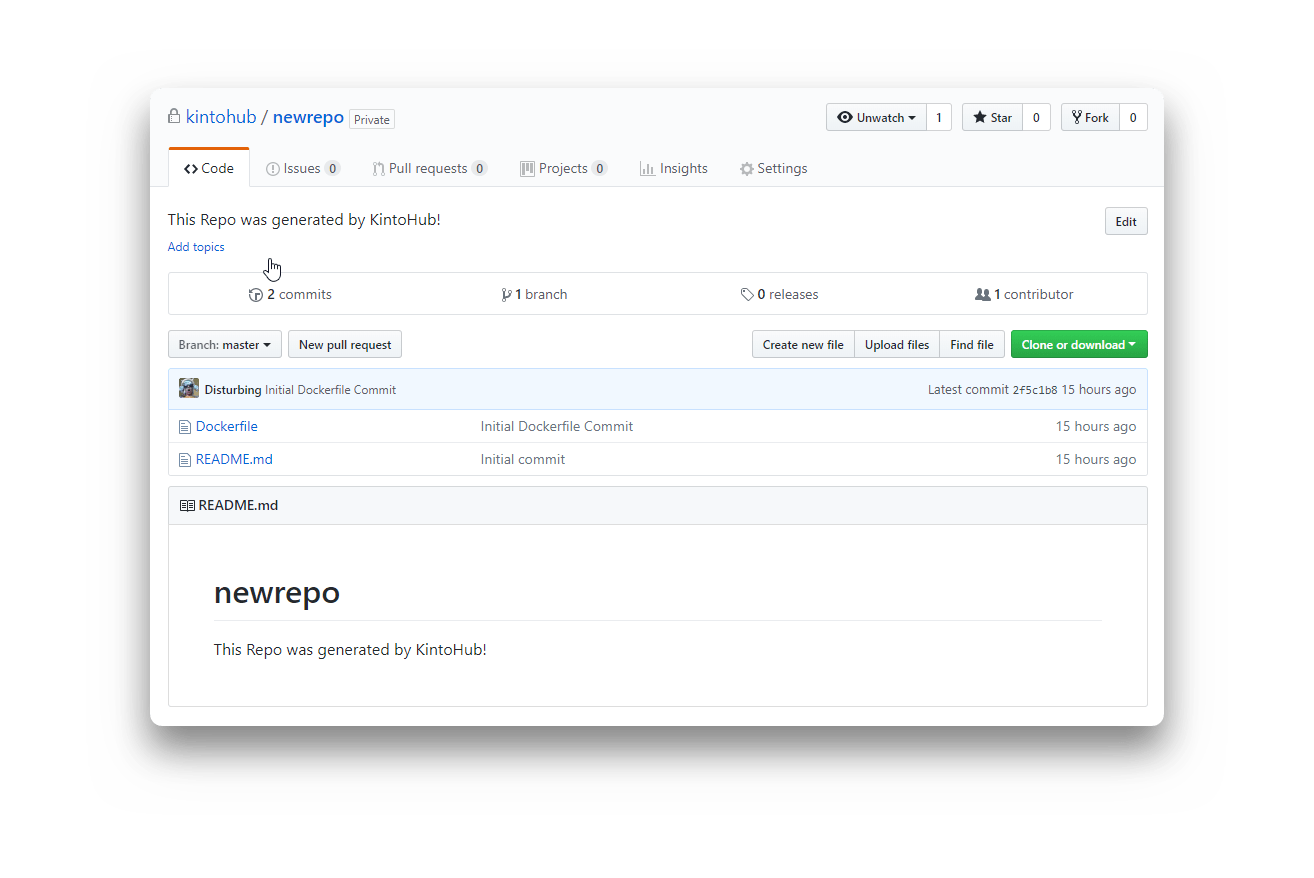 kintohub / newrepo Private Unwatch 1 Star 0 Fork 0
Code Issues 0 Pull requests 0 Projects 0 Insights Settings
This Repo was generated by KintoHub! Edit
Add topics
2 commits 1 branch 0 releases 1 contributor
Branch: master New pull request Create new file Upload files Find file Clone or download
Disturbing Initial Dockerfile Commit Latest commit 2f5c1b8 15 hours ago
Dockerfile Initial Dockerfile Commit 15 hours ago
README.md Initial commit 15 hours ago
README.md
newrepo
This Repo was generated by KintoHub!